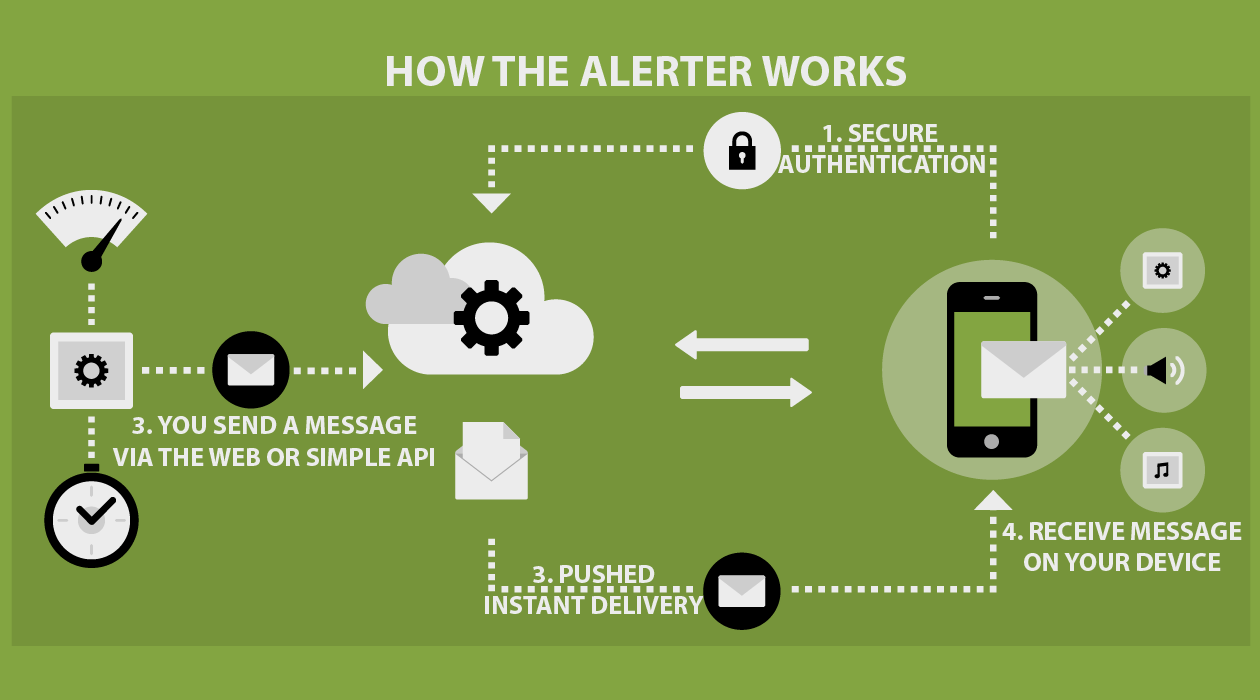 HOW THE ALERTER WORKS
1. SECURE
AUTHENTICATION
3. YOU SEND A MESSAGE
VIA THE WEB OR SIMPLE API
3. PUSHED
INSTANT DELIVERY
4. RECEIVE MESSAGE
ON YOUR DEVICE